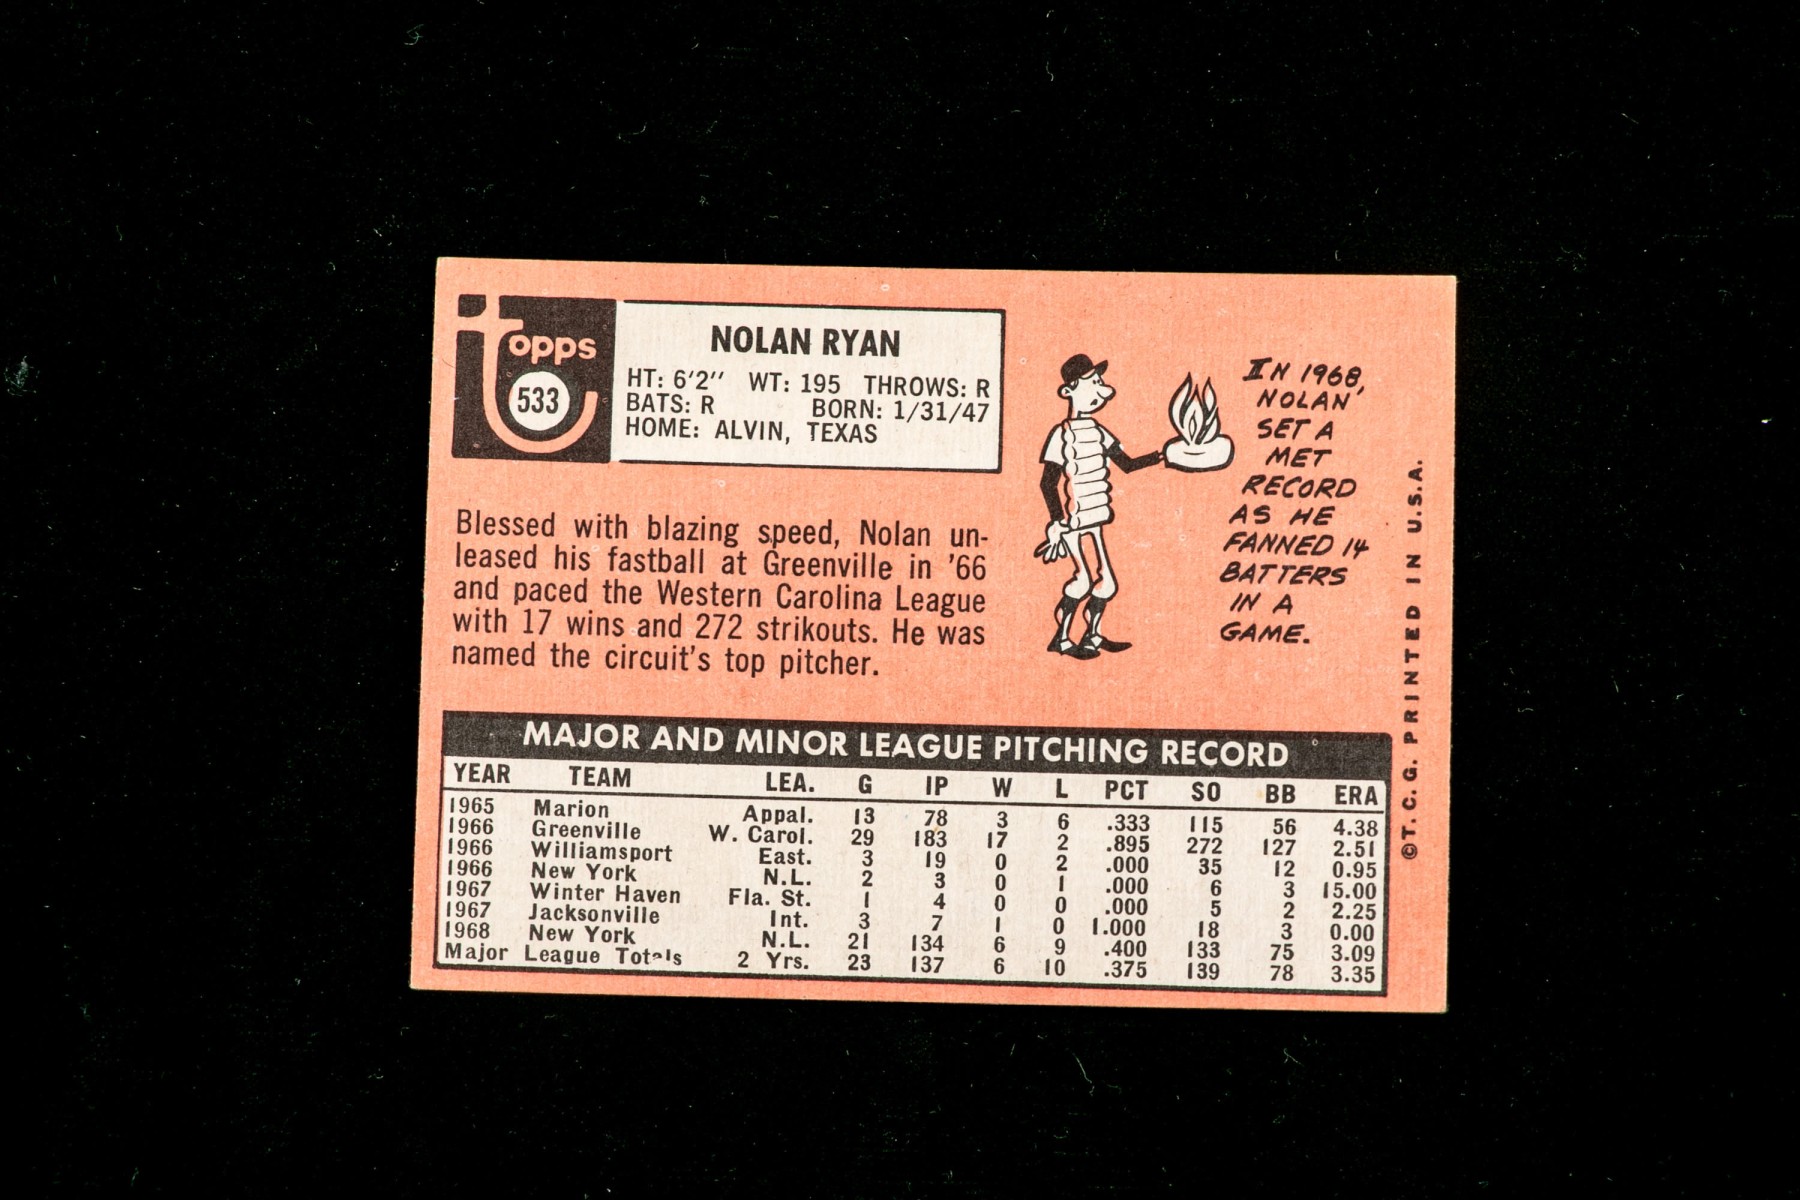 topps
533
NOLAN RYAN
HT: 6'2" WT: 195 THROWS: R
BATS: R BORN: 1/31/47
HOME: ALVIN, TEXAS
Blessed with blazing speed, Nolan un-
leased his fastball at Greenville in '66
and paced the Western Carolina League
with 17 wins and 272 strikouts. He was
named the circuit's top pitcher.
IN 1968,
NOLAN
SET A
MET
RECORD
AS HE
FANNED 14
BATTERS
IN A
GAME.
©T. C. G. PRINTED IN U.S.A.
MAJOR AND MINOR LEAGUE PITCHING RECORD
YEAR TEAM LEA. G IP W L PCT SO BB ERA
1965 Marion Appal. 13 78 3 6 .333 115 56 4.38
1966 Greenville W. Carol. 29 183 17 2 .895 272 127 2.51
1966 Williamsport East. 3 19 0 2 .000 35 12 0.95
1966 New York N.L. 2 3 0 1 .000 6 3 15.00
1967 Winter Haven Fla. St. 1 4 0 0 .000 5 2 2.25
1967 Jacksonville Int. 3 7 1 0 1.000 18 3 0.00
1968 New York N.L. 21 134 6 9 .400 133 75 3.09
Major League Totals 2 Yrs. 23 137 6 10 .375 139 78 3.35